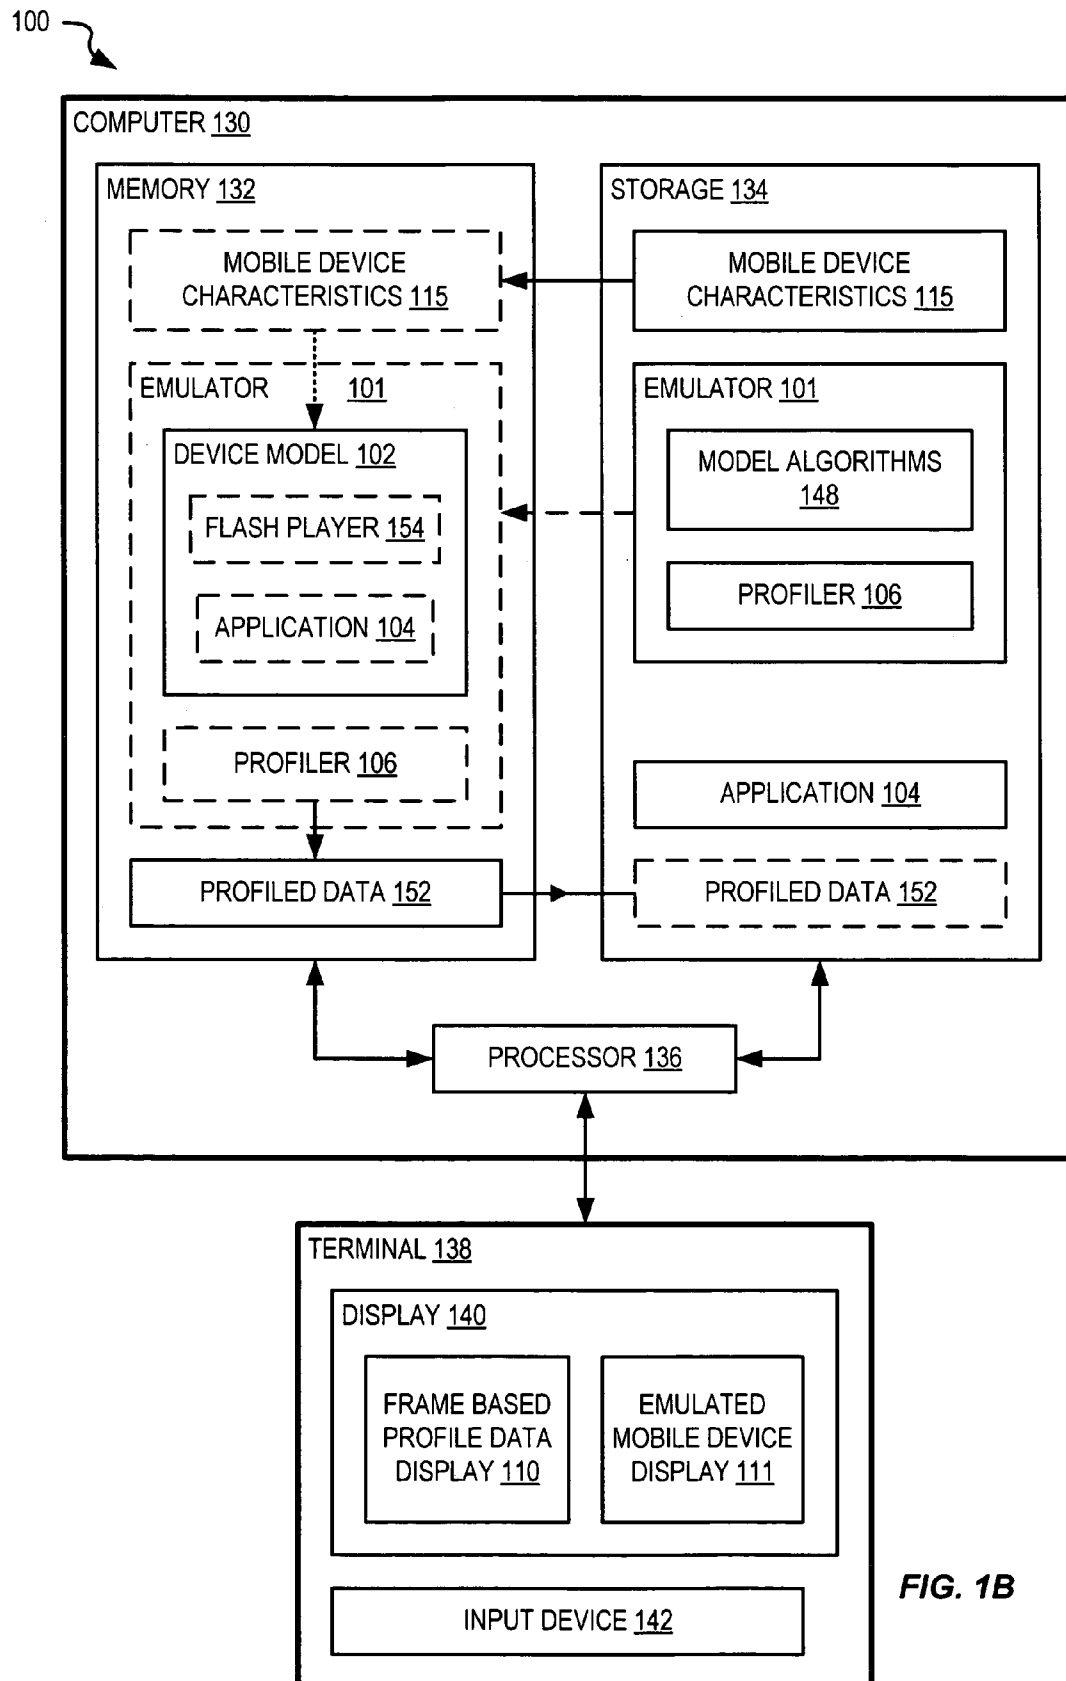 100
COMPUTER 130
MEMORY 132
MOBILE DEVICE
CHARACTERISTICS 115
EMULATOR 101
DEVICE MODEL 102
FLASH PLAYER 154
APPLICATION 104
PROFILER 106
PROFILED DATA 152
STORAGE 134
MOBILE DEVICE
CHARACTERISTICS 115
EMULATOR 101
MODEL ALGORITHMS
148
PROFILER 106
APPLICATION 104
PROFILED DATA 152
PROCESSOR 136
TERMINAL 138
DISPLAY 140
FRAME BASED
PROFILE DATA
DISPLAY 110
EMULATED
MOBILE DEVICE
DISPLAY 111
INPUT DEVICE 142
FIG. 1B